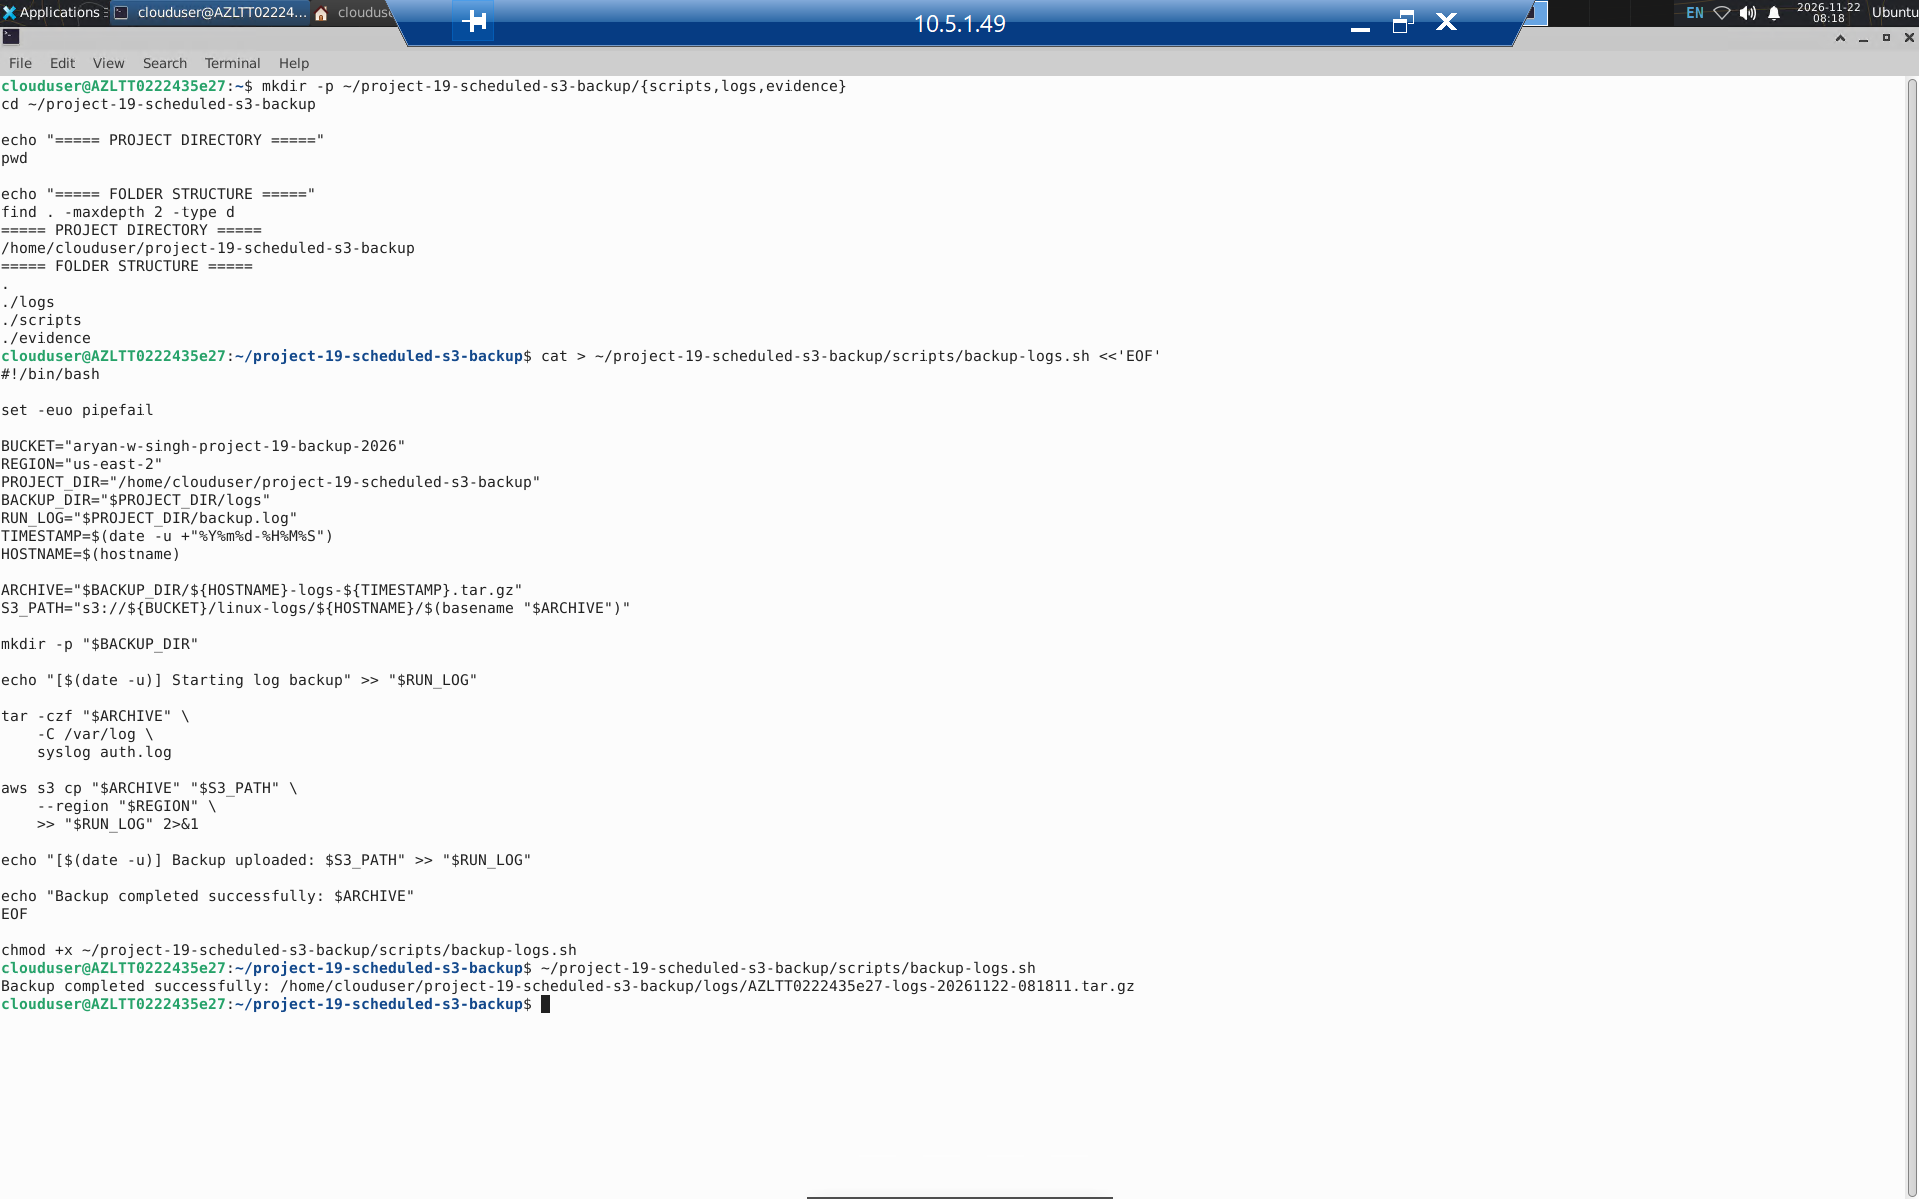 Applications
clouduser@AZLTT02224...
clouduse
10.5.1.49
EN
2026-11-22
08:18
Ubuntu
File Edit View Search Terminal Help
clouduser@AZLTT0222435e27:~$ mkdir -p ~/project-19-scheduled-s3-backup/{scripts,logs,evidence}
cd ~/project-19-scheduled-s3-backup
echo "===== PROJECT DIRECTORY ====="
pwd
echo "===== FOLDER STRUCTURE ====="
find . -maxdepth 2 -type d
===== PROJECT DIRECTORY =====
/home/clouduser/project-19-scheduled-s3-backup
===== FOLDER STRUCTURE =====
.
./logs
./scripts
./evidence
clouduser@AZLTT0222435e27:~/project-19-scheduled-s3-backup$ cat > ~/project-19-scheduled-s3-backup/scripts/backup-logs.sh <<'EOF'
#!/bin/bash
set -euo pipefail
BUCKET="aryan-w-singh-project-19-backup-2026"
REGION="us-east-2"
PROJECT_DIR="/home/clouduser/project-19-scheduled-s3-backup"
BACKUP_DIR="$PROJECT_DIR/logs"
RUN_LOG="$PROJECT_DIR/backup.log"
TIMESTAMP=$(date -u +"%Y%m%d-%H%M%S")
HOSTNAME=$(hostname)
ARCHIVE="$BACKUP_DIR/${HOSTNAME}-logs-${TIMESTAMP}.tar.gz"
S3_PATH="s3://${BUCKET}/linux-logs/${HOSTNAME}/$(basename "$ARCHIVE")"
mkdir -p "$BACKUP_DIR"
echo "[$(date -u)] Starting log backup" >> "$RUN_LOG"
tar -czf "$ARCHIVE" \
    -C /var/log \
    syslog auth.log
aws s3 cp "$ARCHIVE" "$S3_PATH" \
    --region "$REGION" \
    >> "$RUN_LOG" 2>&1
echo "[$(date -u)] Backup uploaded: $S3_PATH" >> "$RUN_LOG"
echo "Backup completed successfully: $ARCHIVE"
EOF
chmod +x ~/project-19-scheduled-s3-backup/scripts/backup-logs.sh
clouduser@AZLTT0222435e27:~/project-19-scheduled-s3-backup$ ~/project-19-scheduled-s3-backup/scripts/backup-logs.sh
Backup completed successfully: /home/clouduser/project-19-scheduled-s3-backup/logs/AZLTT0222435e27-logs-20261122-081811.tar.gz
clouduser@AZLTT0222435e27:~/project-19-scheduled-s3-backup$